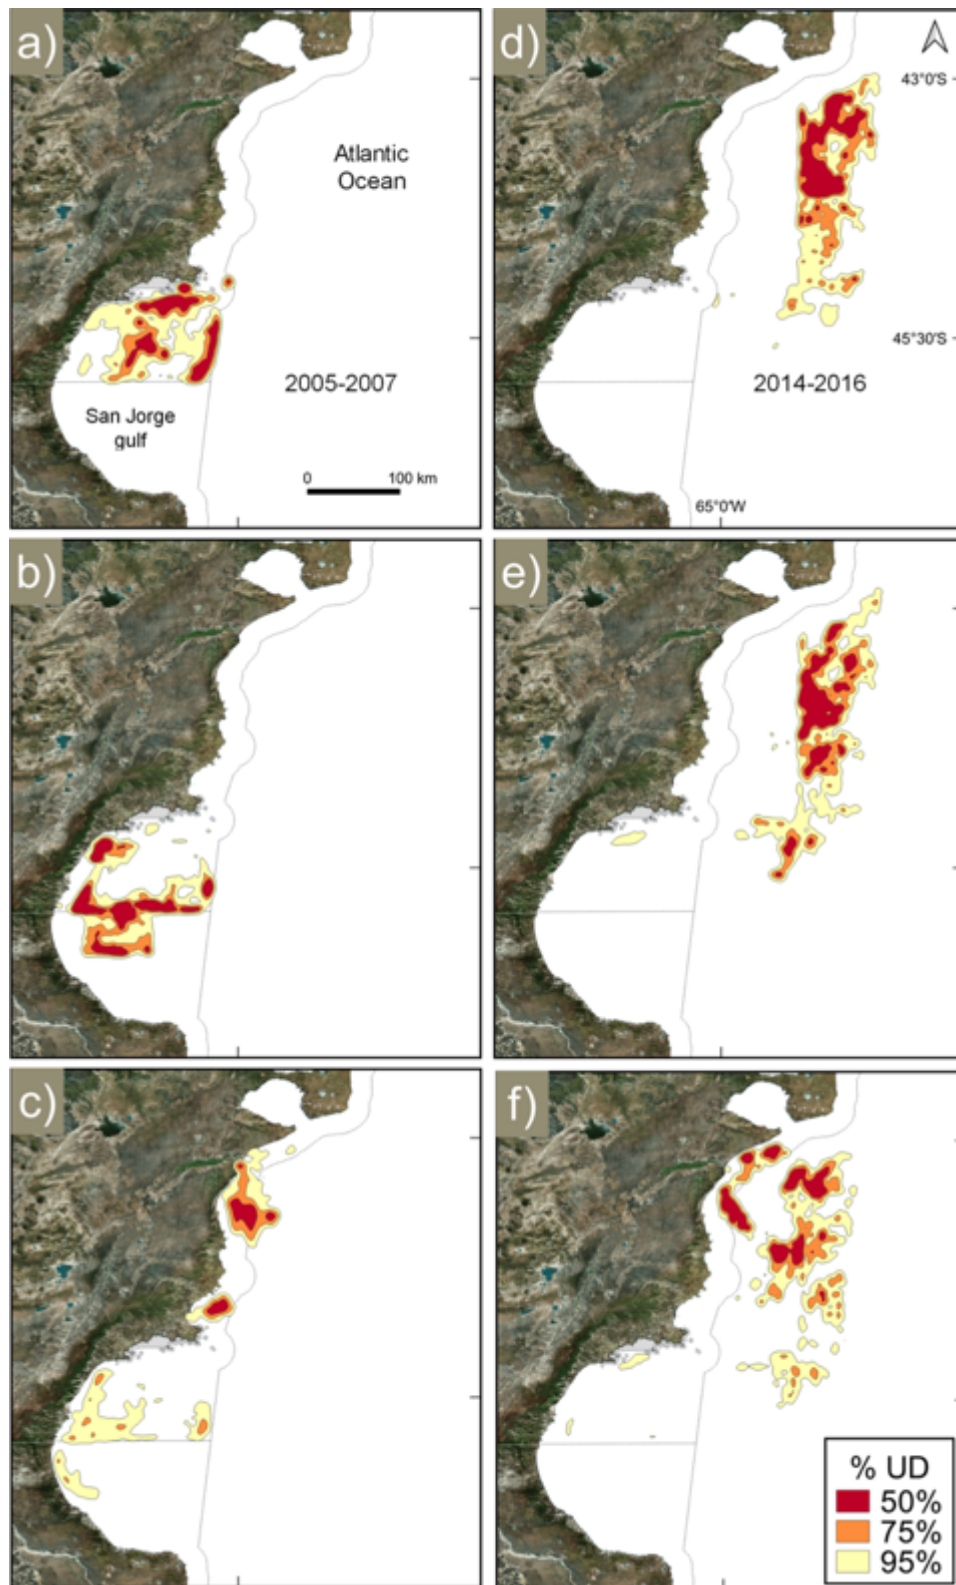 a)
Atlantic
Ocean
2005-2007
San Jorge
gulf
0 100 km
d)
43°0'S
45°30'S
2014-2016
65°0'W
b)
e)
c)
f)
% UD
50%
75%
95%